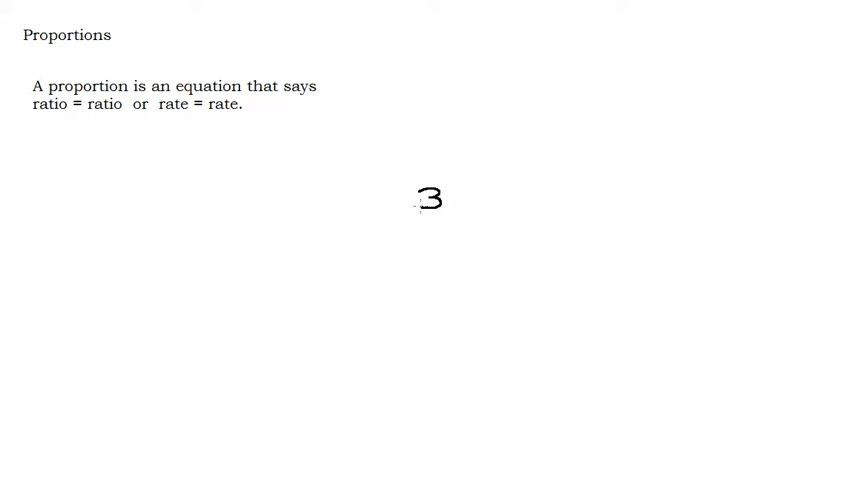 Proportions
A proportion is an equation that says
ratio = ratio or rate = rate.
3